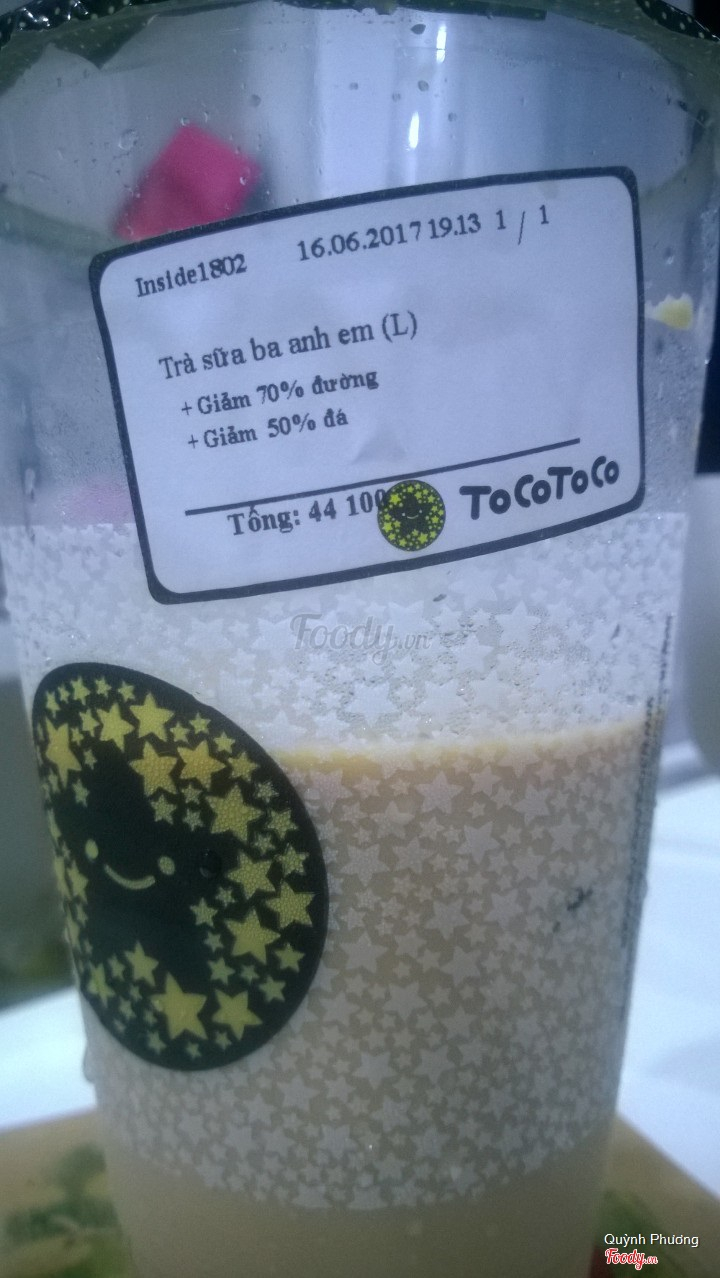 Inside1802 16.06.2017 19.13 1 / 1
Trà sữa ba anh em (L)
+ Giảm 70% đường
+ Giảm 50% đá
Tổng: 44 100
ToCoToCo
Foody.vn
Quỳnh Phương
Foody.vn